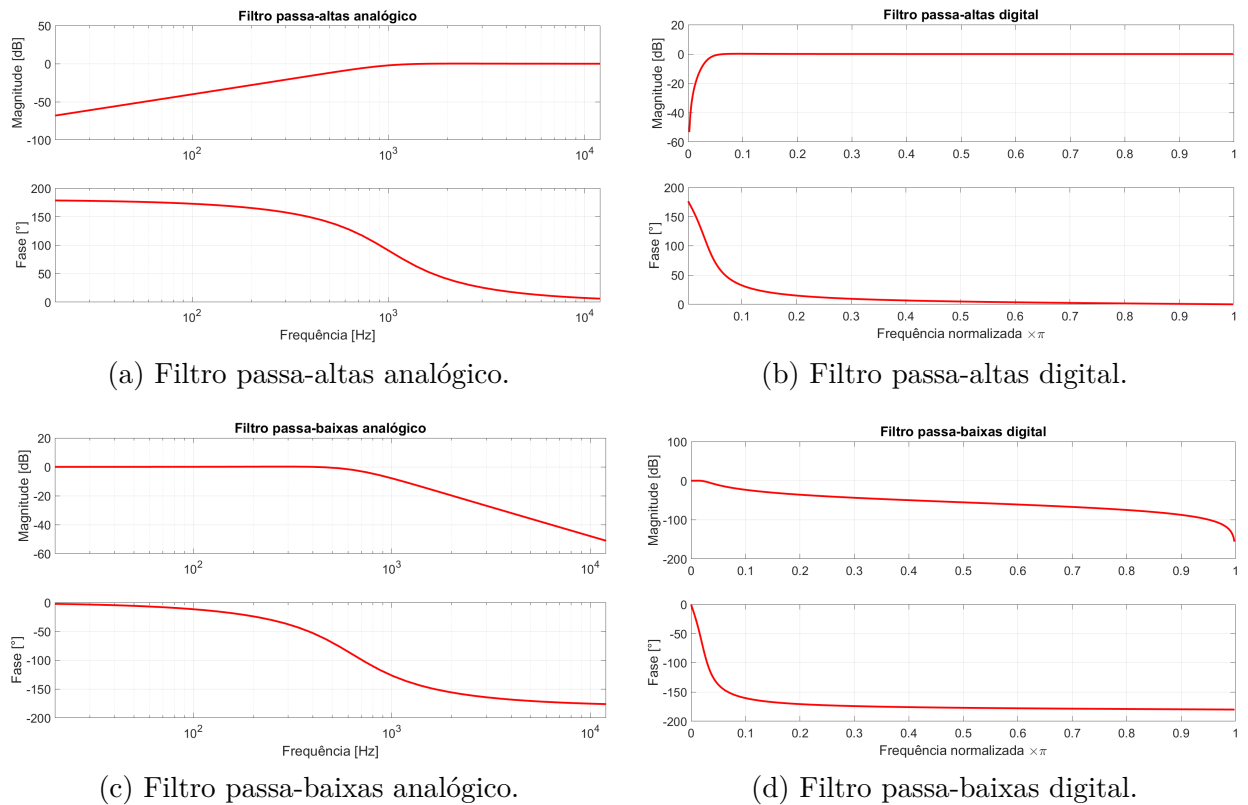 Filtro passa-altas analógico
50
0
-50
-100
Magnitude [dB]
10²
10³
10⁴
200
150
100
50
0
Fase [°]
10²
10³
10⁴
Frequência [Hz]
(a) Filtro passa-altas analógico.
Filtro passa-altas digital
20
0
-20
-40
-60
Magnitude [dB]
0 0.1 0.2 0.3 0.4 0.5 0.6 0.7 0.8 0.9 1
200
150
100
50
0
Fase [°]
0.1 0.2 0.3 0.4 0.5 0.6 0.7 0.8 0.9 1
Frequência normalizada ×π
(b) Filtro passa-altas digital.
Filtro passa-baixas analógico
20
0
-20
-40
-60
Magnitude [dB]
10²
10³
10⁴
0
-50
-100
-150
-200
Fase [°]
10²
10³
10⁴
Frequência [Hz]
(c) Filtro passa-baixas analógico.
Filtro passa-baixas digital
100
0
-100
-200
Magnitude [dB]
0 0.1 0.2 0.3 0.4 0.5 0.6 0.7 0.8 0.9 1
0
-50
-100
-150
-200
Fase [°]
0 0.1 0.2 0.3 0.4 0.5 0.6 0.7 0.8 0.9 1
Frequência normalizada ×π
(d) Filtro passa-baixas digital.